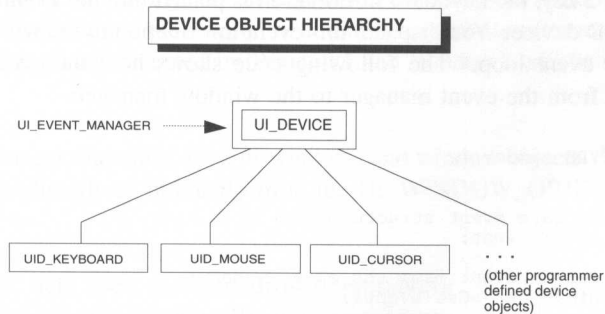 DEVICE OBJECT HIERARCHY
UI_EVENT_MANAGER
UI_DEVICE
UID_KEYBOARD
UID_MOUSE
UID_CURSOR
. . .
(other programmer
defined device
objects)